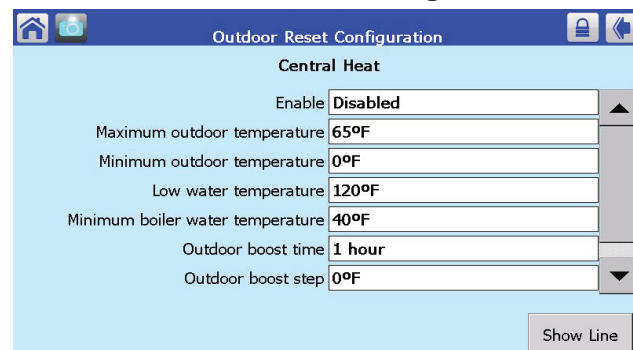 Outdoor Reset Configuration
Central Heat
Enable Disabled
Maximum outdoor temperature 65ºF
Minimum outdoor temperature 0ºF
Low water temperature 120ºF
Minimum boiler water temperature 40ºF
Outdoor boost time 1 hour
Outdoor boost step 0ºF
Show Line